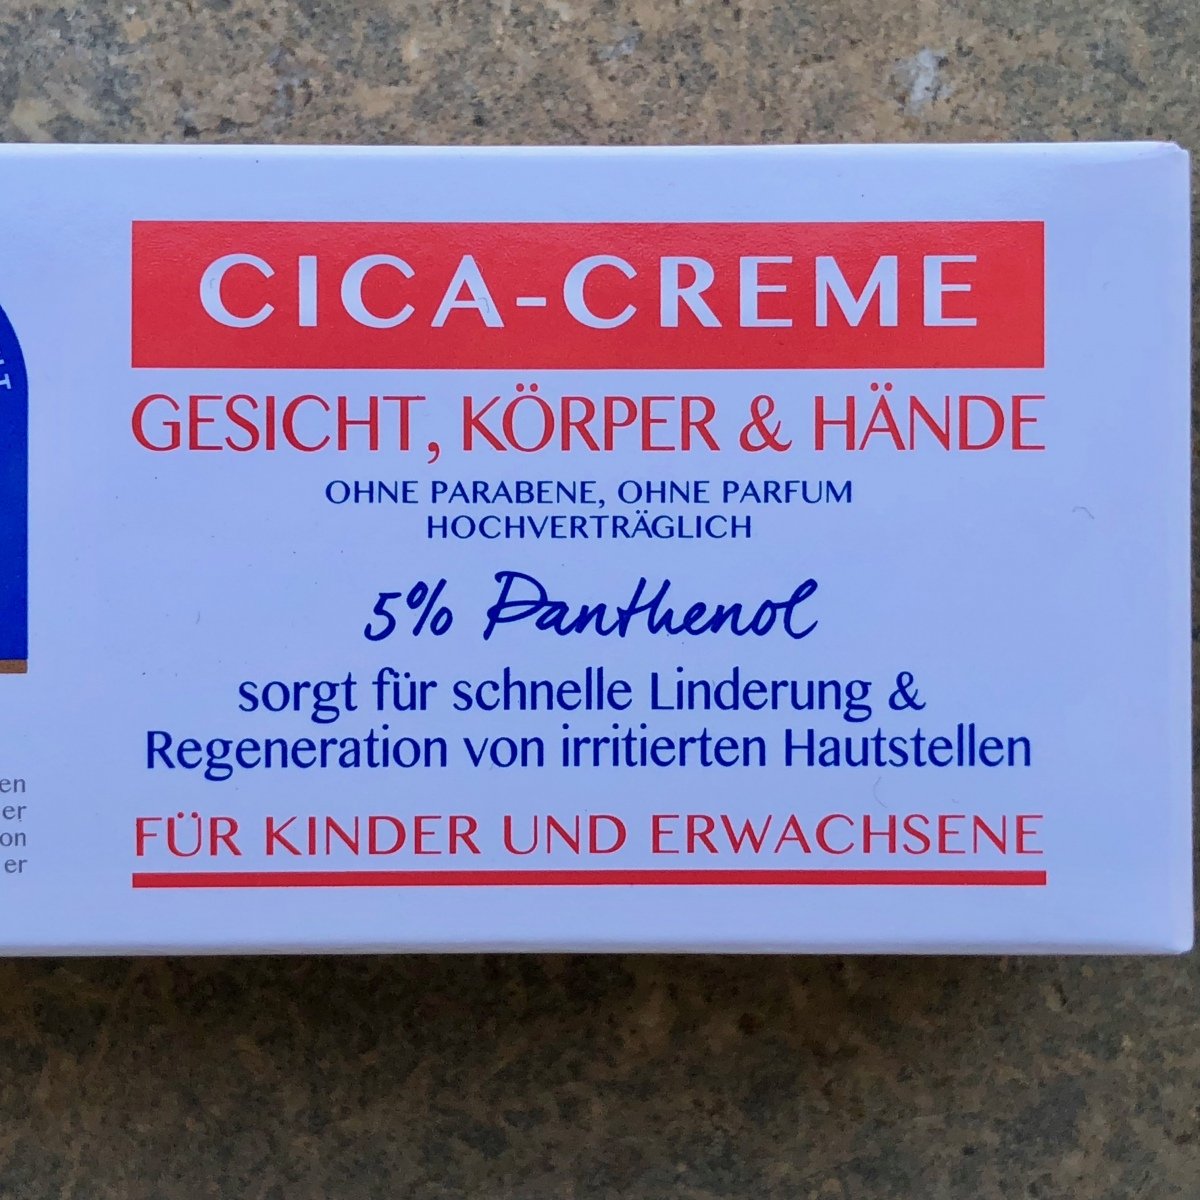 CICA-CREME
GESICHT, KÖRPER & HÄNDE
OHNE PARABENE, OHNE PARFUM
HOCHVERTRÄGLICH
5% Panthenol
sorgt für schnelle Linderung &
Regeneration von irritierten Hautstellen
FÜR KINDER UND ERWACHSENE